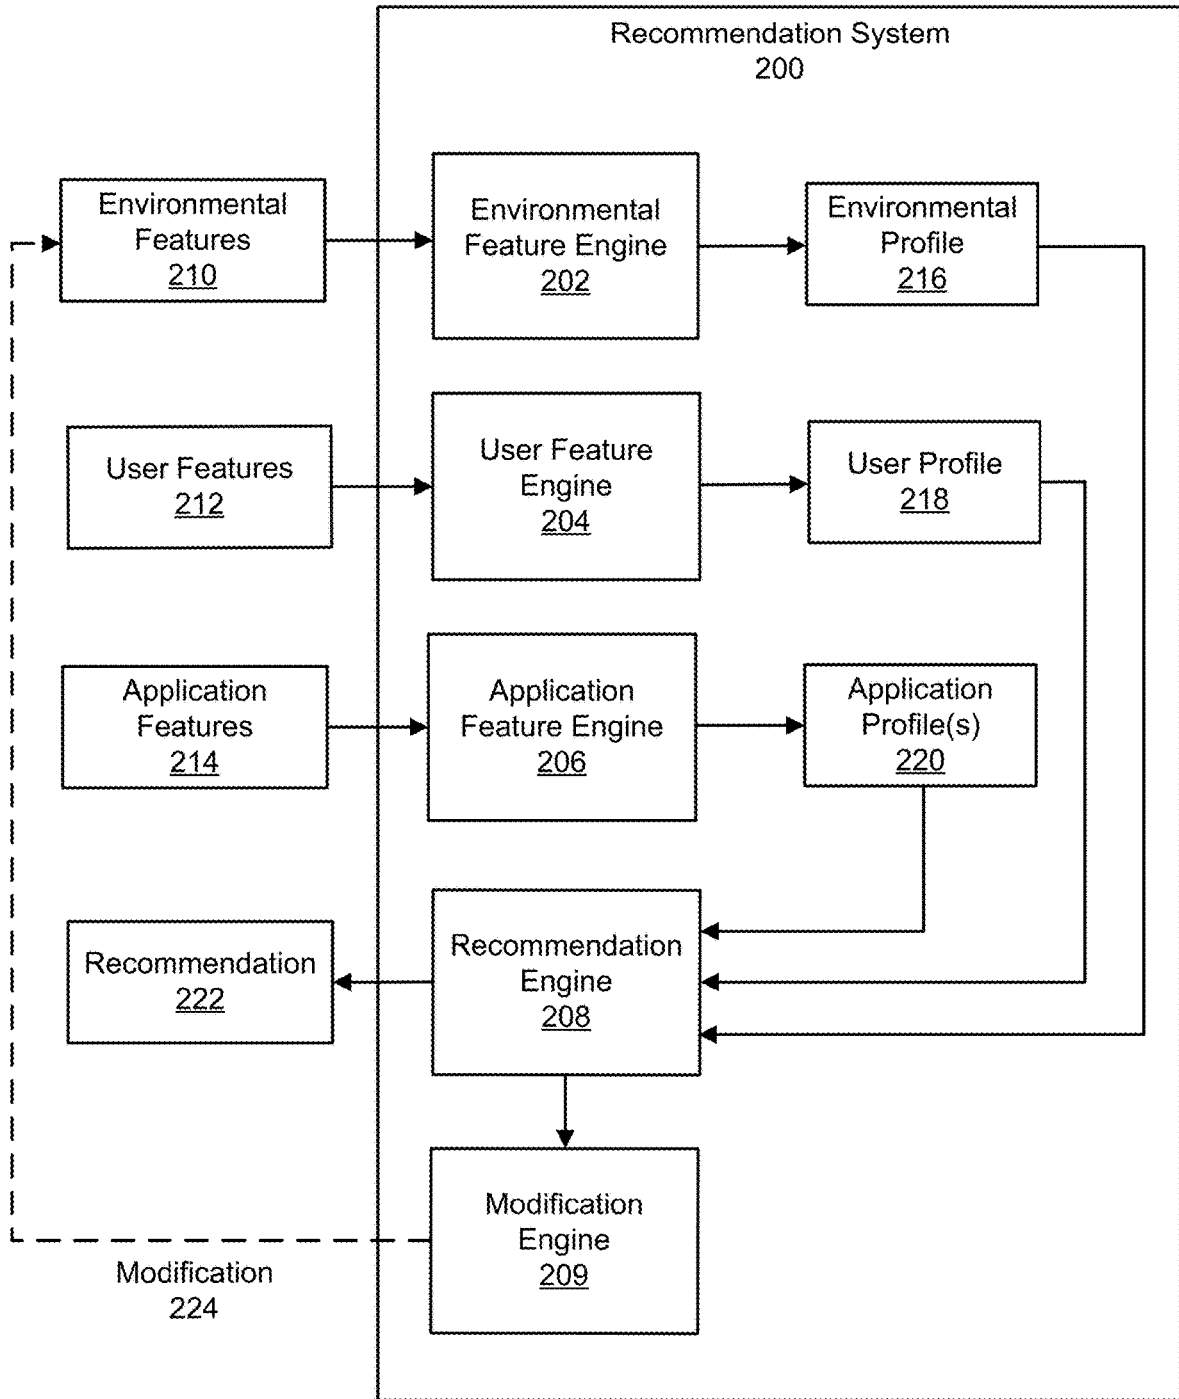 Recommendation System
200
Environmental
Features
210
Environmental
Feature Engine
202
Environmental
Profile
216
User Features
212
User Feature
Engine
204
User Profile
218
Application
Features
214
Application
Feature Engine
206
Application
Profile(s)
220
Recommendation
222
Recommendation
Engine
208
Modification
Engine
209
Modification
224